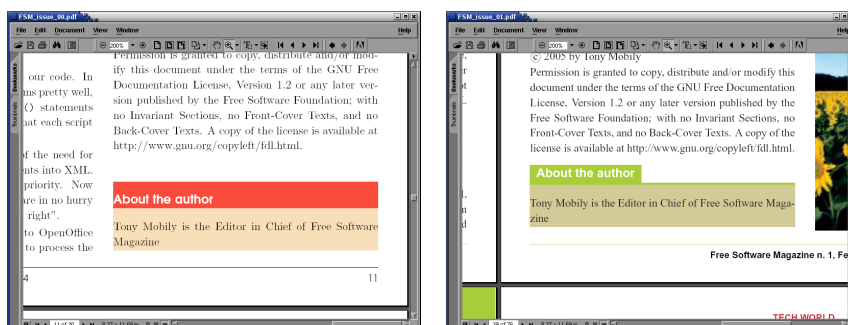 FSM_issue_00.pdf
File Edit Document View Window Help
200%
Bookmarks
Thumbnails
our code. In
ms pretty well,
() statements
hat each script
of the need for
ents into XML.
priority. Now
are in no hurry
right".
to OpenOffice
to process the
4
Permission is granted to copy, distribute and/or mod-
ify this document under the terms of the GNU Free
Documentation License, Version 1.2 or any later ver-
sion published by the Free Software Foundation; with
no Invariant Sections, no Front-Cover Texts, and no
Back-Cover Texts. A copy of the license is available at
http://www.gnu.org/copyleft/fdl.html.
About the author
Tony Mobily is the Editor in Chief of Free Software
Magazine
11
FSM_issue_01.pdf
File Edit Document View Window Help
200%
Bookmarks
Thumbnails
© 2005 by Tony Mobily
Permission is granted to copy, distribute and/or modify this
document under the terms of the GNU Free Documentation
License, Version 1.2 or any later version published by the
Free Software Foundation; with no Invariant Sections, no
Front-Cover Texts, and no Back-Cover Texts. A copy of the
license is available at http://www.gnu.org/copyleft/fdl.html.
About the author
Tony Mobily is the Editor in Chief of Free Software Maga-
zine
Free Software Magazine n. 1, Fe
TECH WORLD